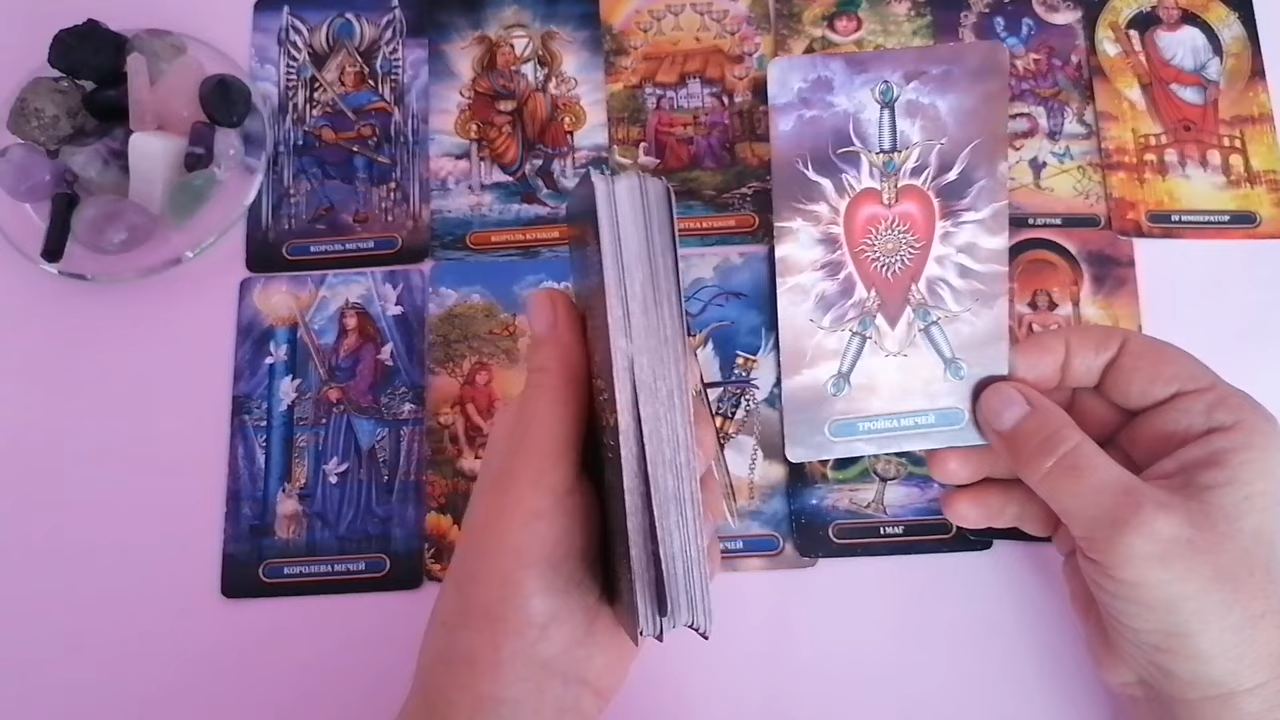 КОРОЛЬ МЕЧЕЙ
КОРОЛЬ КУБКОВ
ЯТКА КУБКОВ
0 ДУРАК
IV ИМПЕРАТОР
ТРОЙКА МЕЧЕЙ
КОРОЛЕВА МЕЧЕЙ
ЧЕЙ
I МАГ